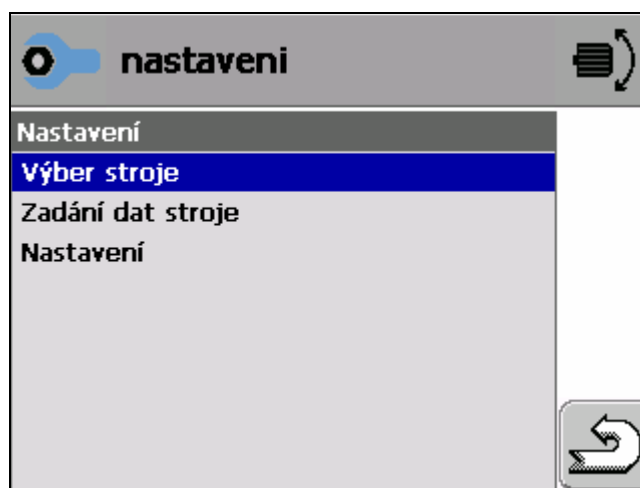 nastaveni
Nastavení
Výber stroje
Zadání dat stroje
Nastavení